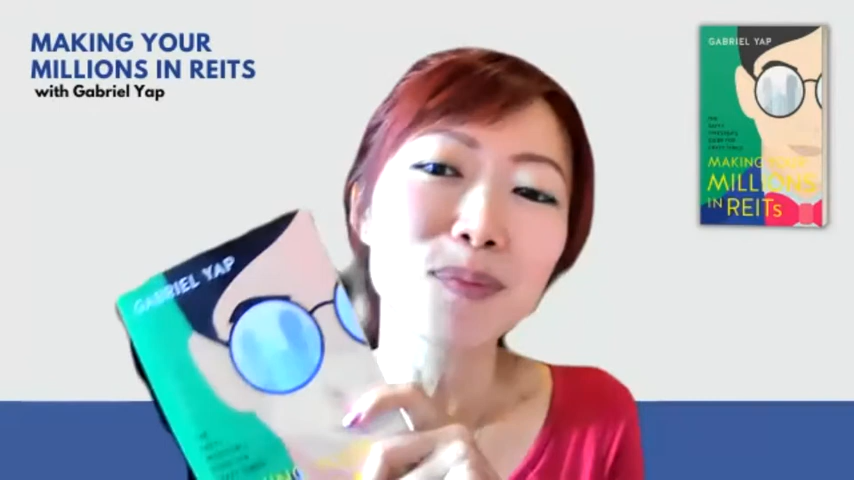 MAKING YOUR
MILLIONS IN REITS
with Gabriel Yap
GABRIEL YAP
MAKING YOUR
MILLIONS
IN REITs
GABRIEL YAP